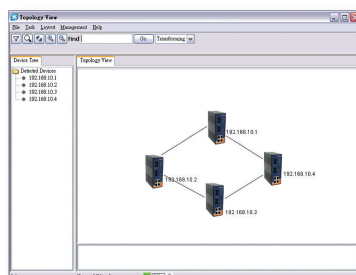 Topology View
File Task Layout Management Help
Find Go Transforming
Device Tree
Topology View
Detected Devices
192.168.10.1
192.168.10.2
192.168.10.3
192.168.10.4
192.168.10.1
192.168.10.4
192.168.10.2
192.168.10.3